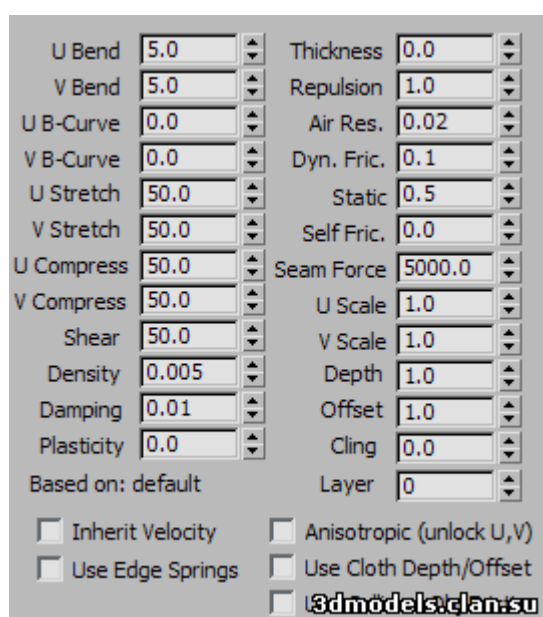 U Bend 5.0 Thickness 0.0
V Bend 5.0 Repulsion 1.0
U B-Curve 0.0 Air Res. 0.02
V B-Curve 0.0 Dyn. Fric. 0.1
U Stretch 50.0 Static 0.5
V Stretch 50.0 Self Fric. 0.0
U Compress 50.0 Seam Force 5000.0
V Compress 50.0 U Scale 1.0
Shear 50.0 V Scale 1.0
Density 0.005 Depth 1.0
Damping 0.01 Offset 1.0
Plasticity 0.0 Cling 0.0
Based on: default Layer 0
Inherit Velocity Anisotropic (unlock U,V)
Use Edge Springs Use Cloth Depth/Offset
3dmodels.clan.su